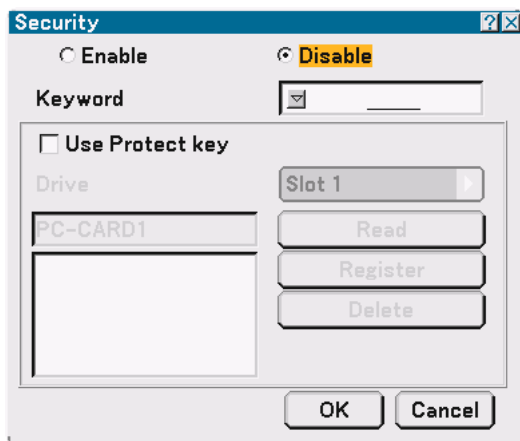 Security
Enable Disable
Keyword
Use Protect key
Drive Slot 1
PC-CARD1 Read
Register
Delete
OK Cancel